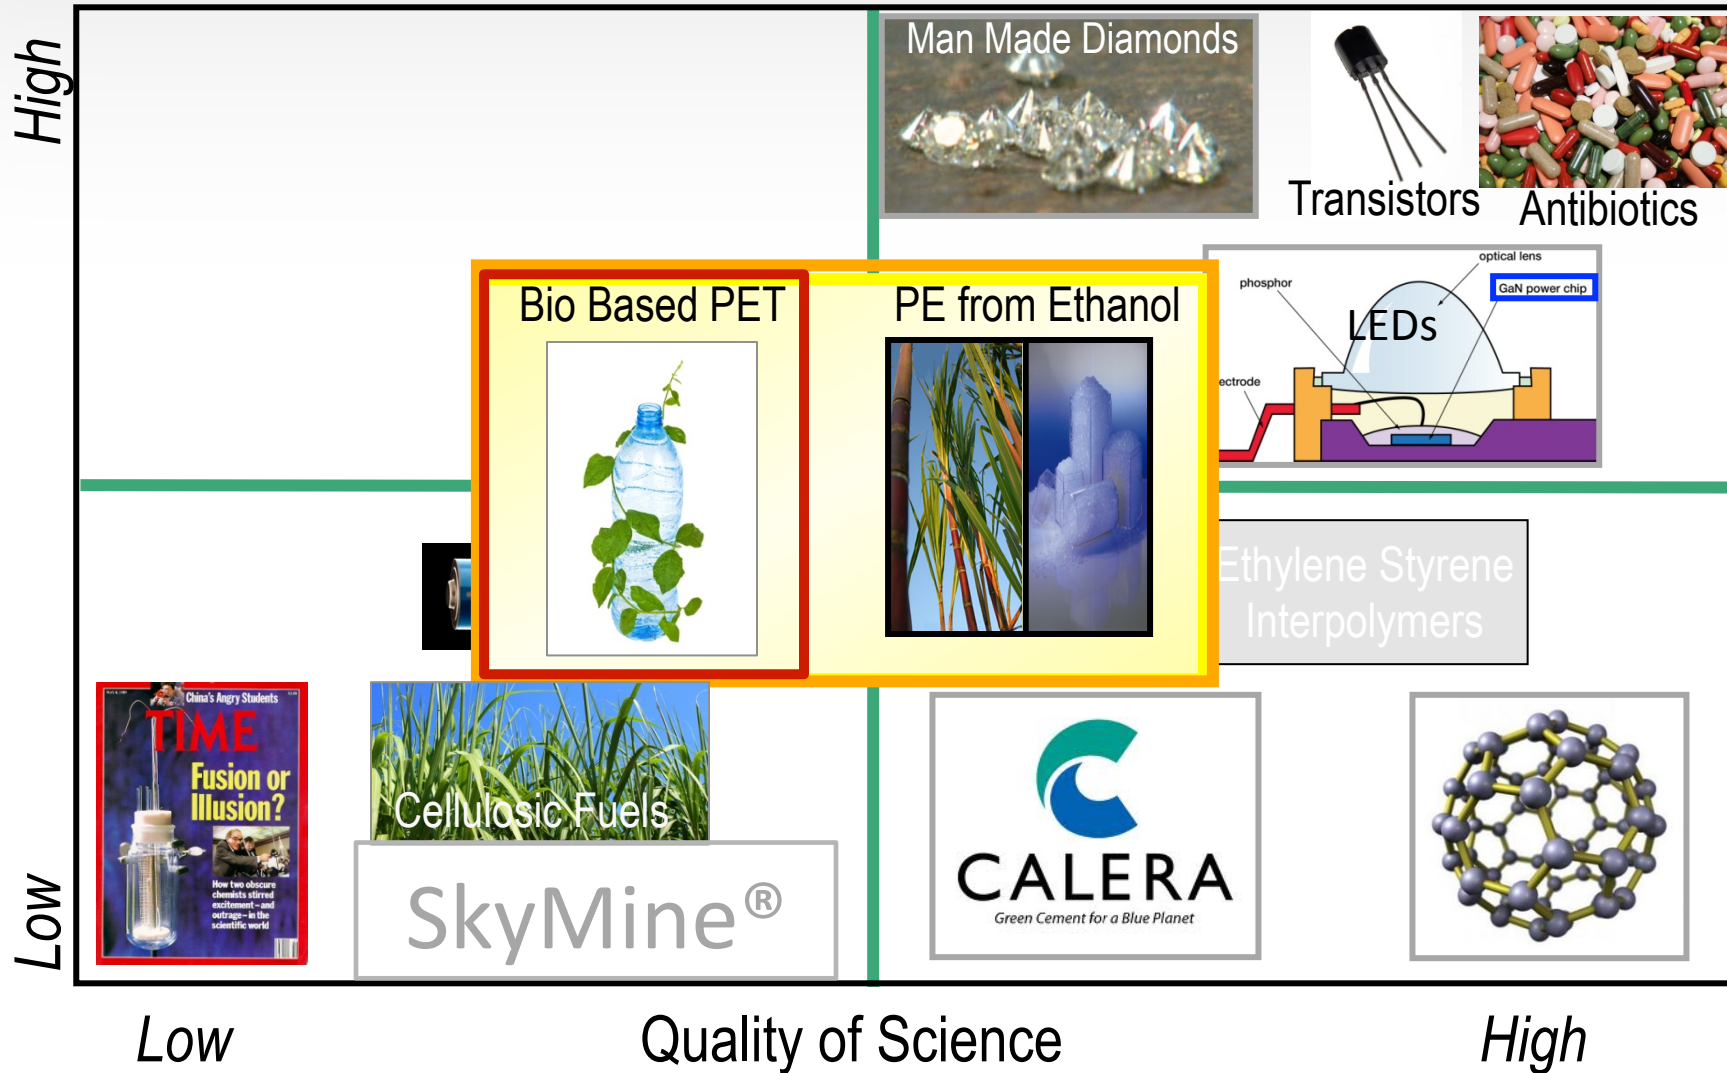 High
Man Made Diamonds
Transistors
Antibiotics
Bio Based PET
PE from Ethanol
optical lens
phosphor
GaN power chip
LEDs
ectrode
Ethylene Styrene
Interpolymers
China's Angry Students
TIME
Fusion or
Illusion?
How two obscure
chemists stirred
excitement—and
outrage—in the
scientific world
Cellulosic Fuels
SkyMine®
CALERA
Green Cement for a Blue Planet
Low
Low
Quality of Science
High